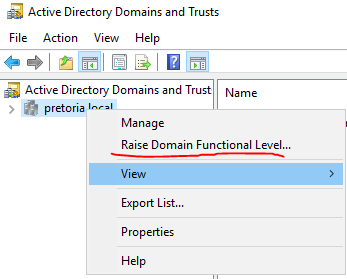 Active Directory Domains and Trusts
File Action View Help
Active Directory Domains and Trust
Name
pretoria.local
Manage
Raise Domain Functional Level...
View
Export List...
Properties
Help